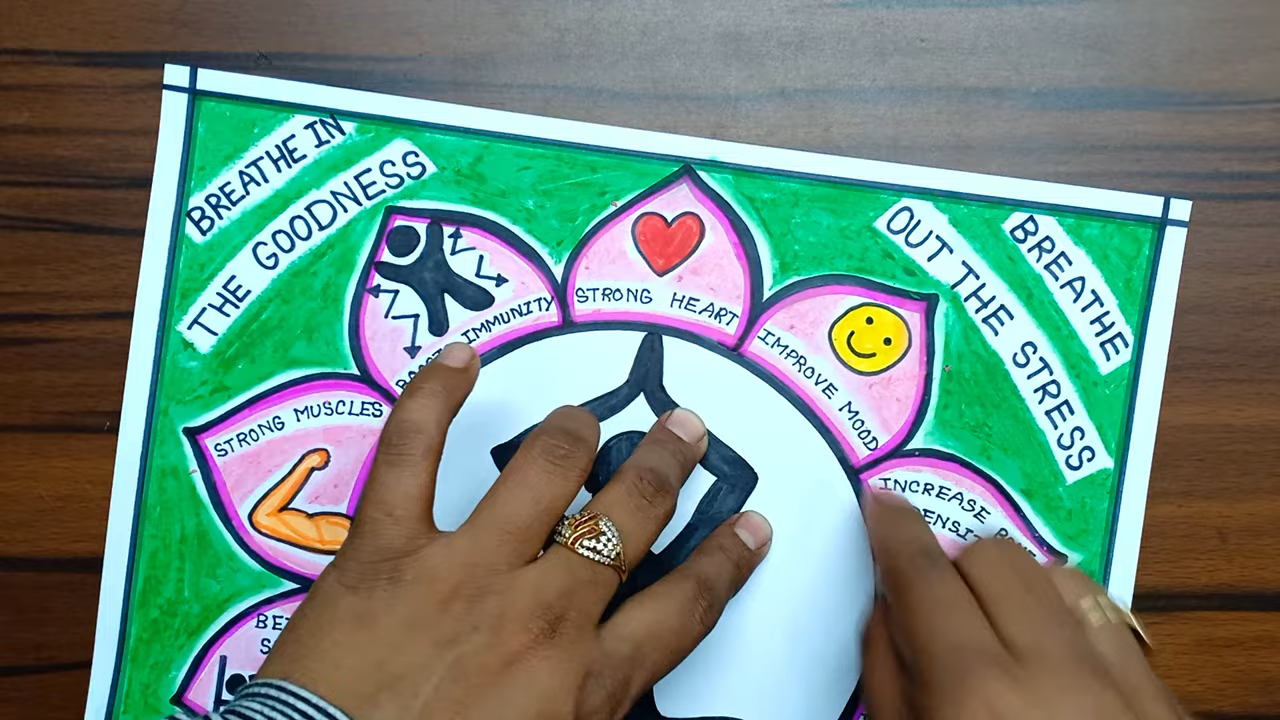 BREATHE IN
THE GOODNESS
BREATHE
OUT THE STRESS
STRONG HEART
IMMUNITY
IMPROVE MOOD
STRONG MUSCLES
INCREASE